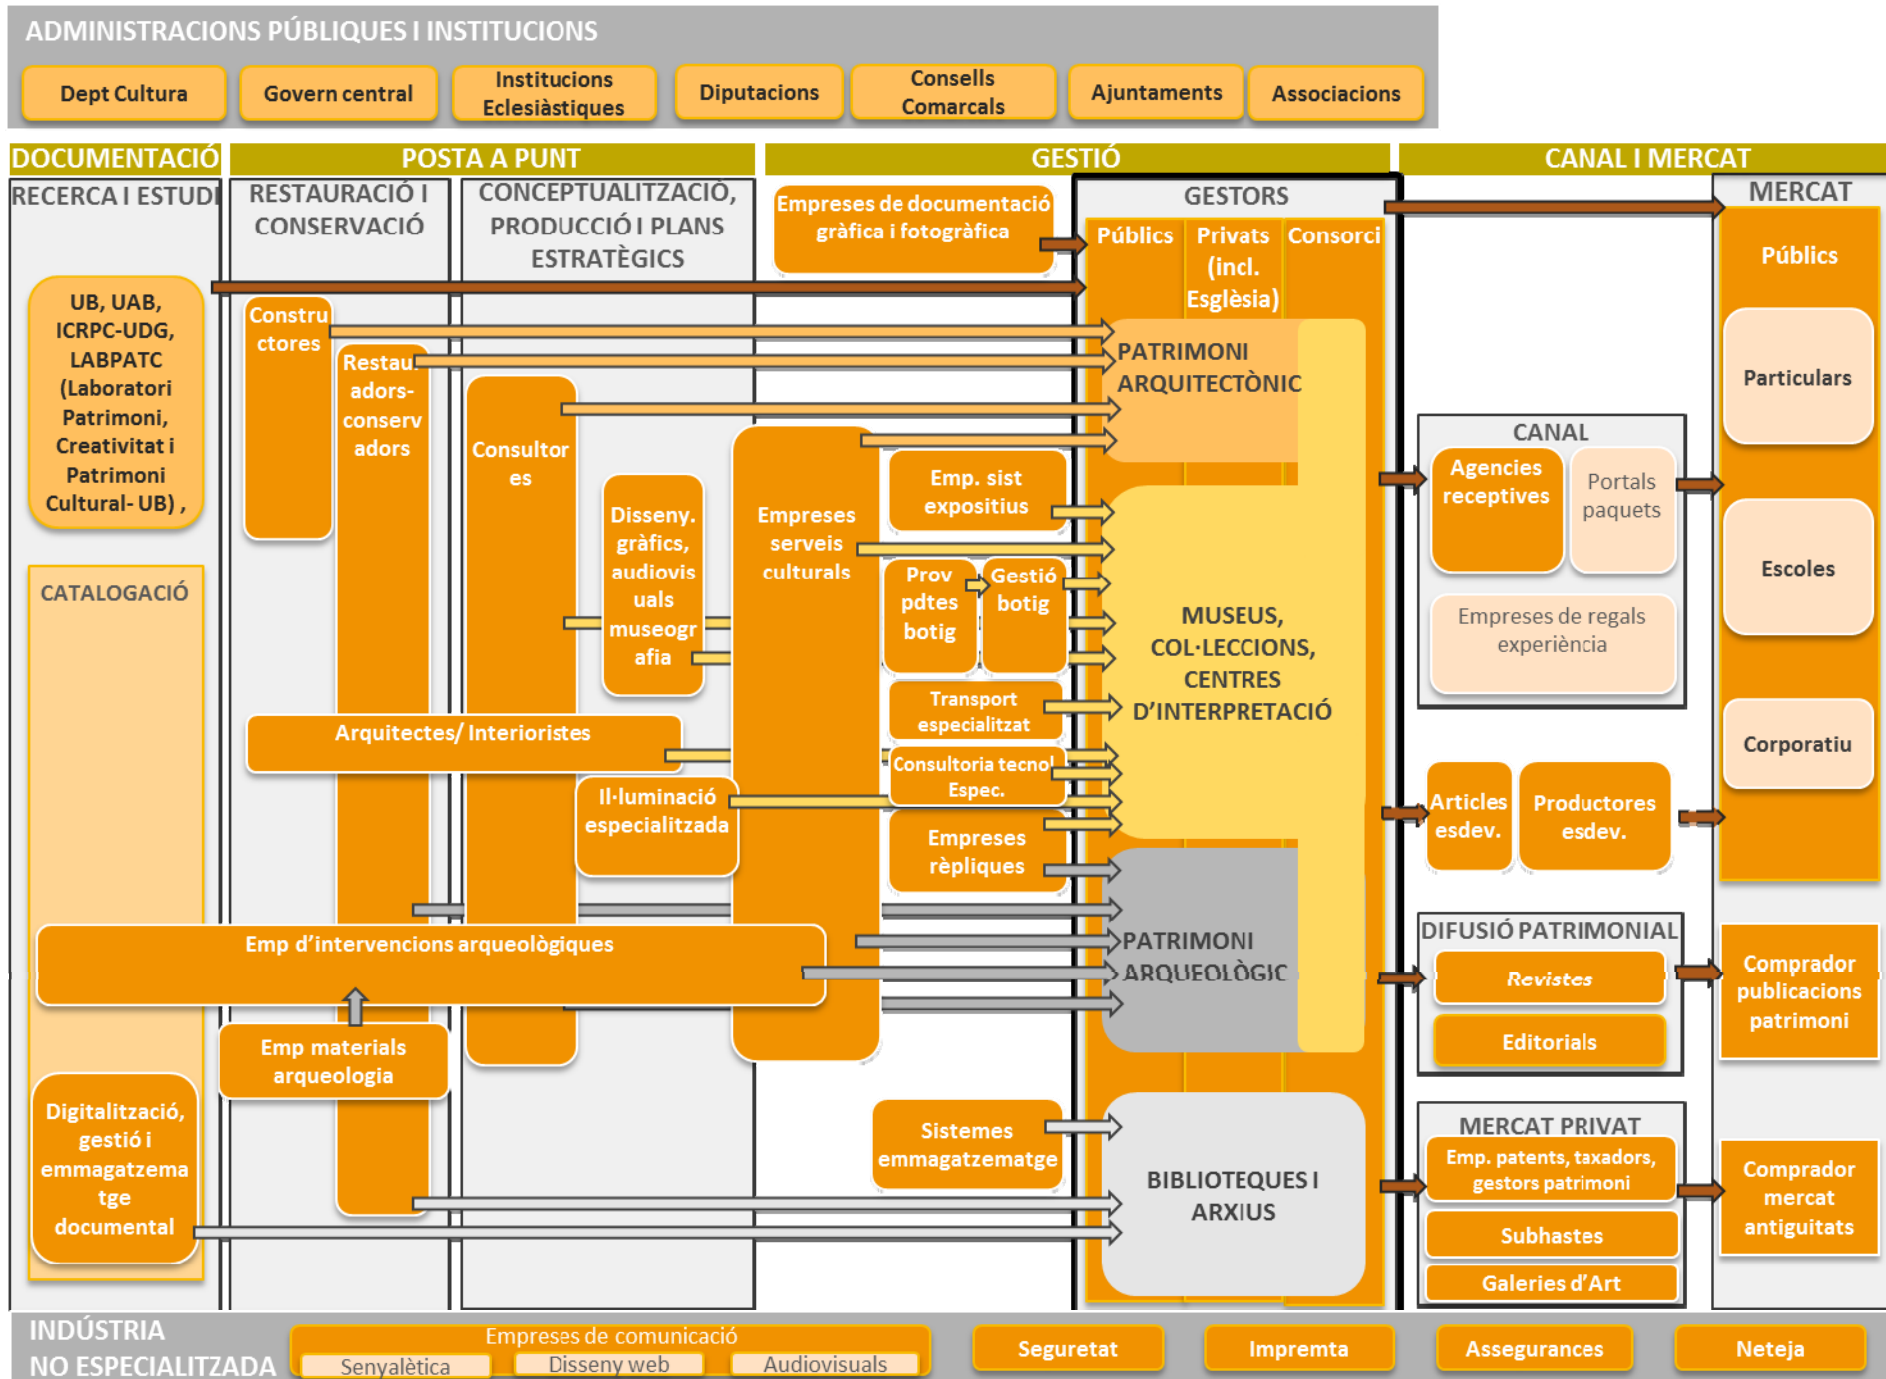 ADMINISTRACIONS PÚBLIQUES I INSTITUCIONS
Dept Cultura
Govern central
Institucions
Eclesiàstiques
Diputacions
Consells
Comarcals
Ajuntaments
Associacions
DOCUMENTACIÓ
POSTA A PUNT
GESTIÓ
CANAL I MERCAT
RECERCA I ESTUDI
UB, UAB,
ICRPC-UDG,
LABPATC
(Laboratori
Patrimoni,
Creativitat i
Patrimoni
Cultural- UB) ,
CATALOGACIÓ
Digitalització,
gestió i
emmagatzema
tge
documental
RESTAURACIÓ I
CONSERVACIÓ
Constru
ctores
Restau
adors-
conserv
adors
Arquitectes/ Interioristes
Emp d'intervencions arqueològiques
Emp materials
arqueologia
CONCEPTUALITZACIÓ,
PRODUCCIÓ I PLANS
ESTRATÈGICS
Consultor
es
Disseny.
gràfics,
audiovis
uals
museogr
afia
Il·luminació
especialitzada
Empreses
serveis
culturals
Empreses de documentació
gràfica i fotogràfica
Emp. sist
expositius
Prov
pdtes
botig
Gestió
botig
Transport
especialitzat
Consultoria tecnol
Espec.
Empreses
rèpliques
Sistemes
emmagatzematge
GESTORS
Públics
Privats
(incl.
Església)
Consorci
PATRIMONI
ARQUITECTÒNIC
MUSEUS,
COL·LECCIONS,
CENTRES
D'INTERPRETACIÓ
PATRIMONI
ARQUEOLÒGIC
BIBLIOTEQUES I
ARXIUS
CANAL
Agencies
receptives
Portals
paquets
Empreses de regals
experiència
Articles
esdev.
Productores
esdev.
DIFUSIÓ PATRIMONIAL
Revistes
Editorials
MERCAT PRIVAT
Emp. patents, taxadors,
gestors patrimoni
Subhastes
Galeries d'Art
MERCAT
Públics
Particulars
Escoles
Corporatiu
Comprador
publicacions
patrimoni
Comprador
mercat
antiguitats
INDÚSTRIA
NO ESPECIALITZADA
Empreses de comunicació
Senyalètica
Disseny web
Audiovisuals
Seguretat
Impremta
Assegurances
Neteja